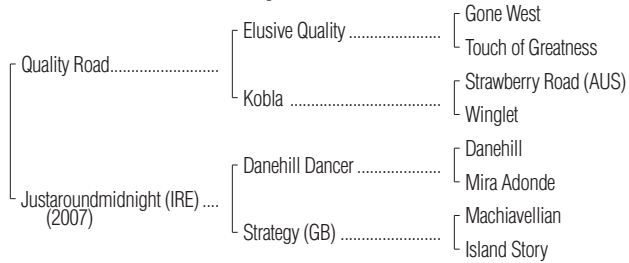 Gone West
Elusive Quality ....................
Touch of Greatness
Quality Road........................
Strawberry Road (AUS)
Kobla .................................
Winglet
Danehill
Danehill Dancer ..................
Mira Adonde
Justaroundmidnight (IRE) ....
(2007)
Machiavellian
Strategy (GB) ......................
Island Story